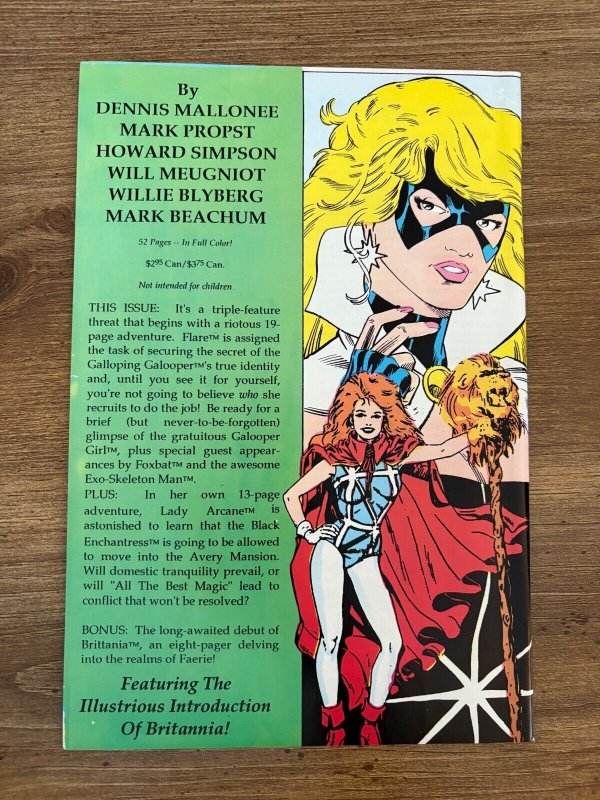 By
DENNIS MALLONEE
MARK PROPST
HOWARD SIMPSON
WILL MEUGNIOT
WILLIE BLYBERG
MARK BEACHUM
52 Pages -- In Full Color!
$2⁹⁵ Can/$3⁷⁵ Can.
Not intended for children
THIS ISSUE: It's a triple-feature
threat that begins with a riotous 19-
page adventure. Flare™ is assigned
the task of securing the secret of the
Galloping Galooper™'s true identity
and, until you see it for yourself,
you're not going to believe who she
recruits to do the job! Be ready for a
brief (but never-to-be-forgotten)
glimpse of the gratuitous Galooper
Girl™, plus special guest appear-
ances by Foxbat™ and the awesome
Exo-Skeleton Man™.
PLUS: In her own 13-page
adventure, Lady Arcane™ is
astonished to learn that the Black
Enchantress™ is going to be allowed
to move into the Avery Mansion.
Will domestic tranquility prevail, or
will "All The Best Magic" lead to
conflict that won't be resolved?
BONUS: The long-awaited debut of
Brittania™, an eight-pager delving
into the realms of Faerie!
Featuring The
Illustrious Introduction
Of Britannia!